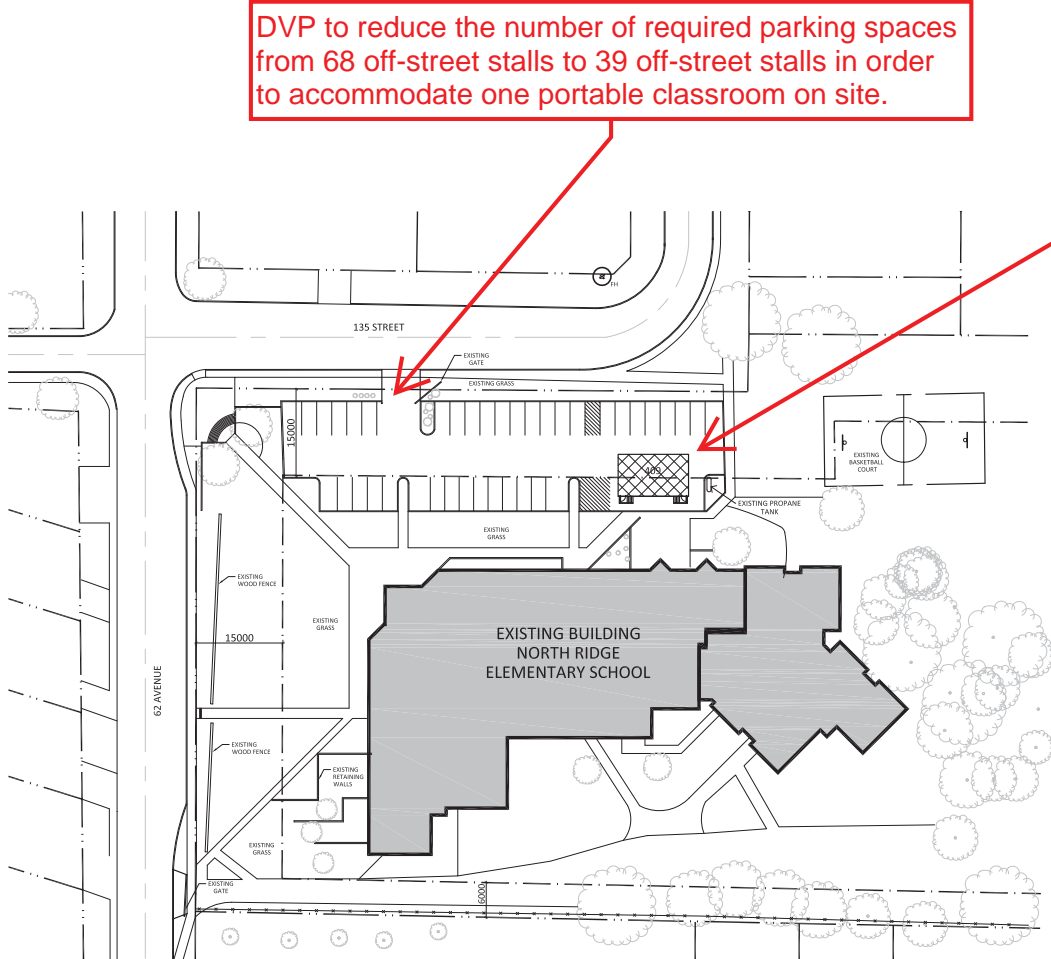 DVP to reduce the number of required parking spaces
from 68 off-street stalls to 39 off-street stalls in order
to accommodate one portable classroom on site.
FH
135 STREET
EXISTING
GATE
EXISTING GRASS
15000
400
EXISTING
BASKETBALL
COURT
EXISTING PROPANE
TANK
EXISTING
GRASS
EXISTING
WOOD FENCE
EXISTING
GRASS
15000
EXISTING BUILDING
NORTH RIDGE
ELEMENTARY SCHOOL
62 AVENUE
EXISTING
WOOD FENCE
EXISTING
RETAINING
WALLS
EXISTING
GRASS
EXISTING
GATE
6000